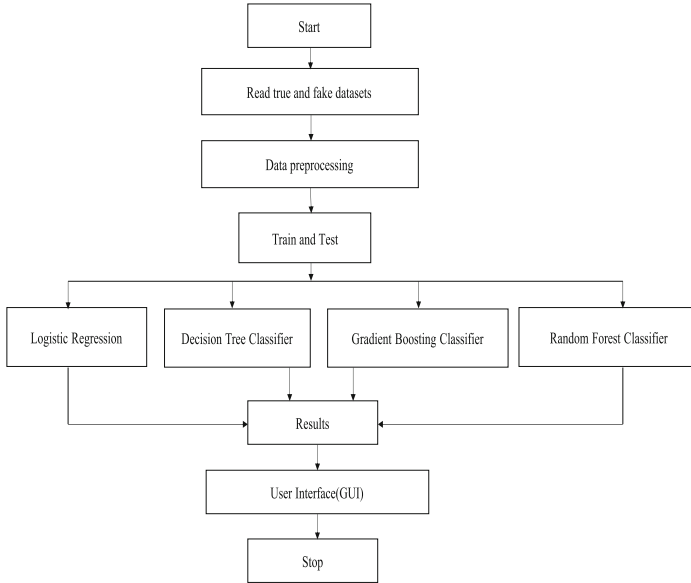 Start
Read true and fake datasets
Data preprocessing
Train and Test
Logistic Regression
Decision Tree Classifier
Gradient Boosting Classifier
Random Forest Classifier
Results
User Interface(GUI)
Stop